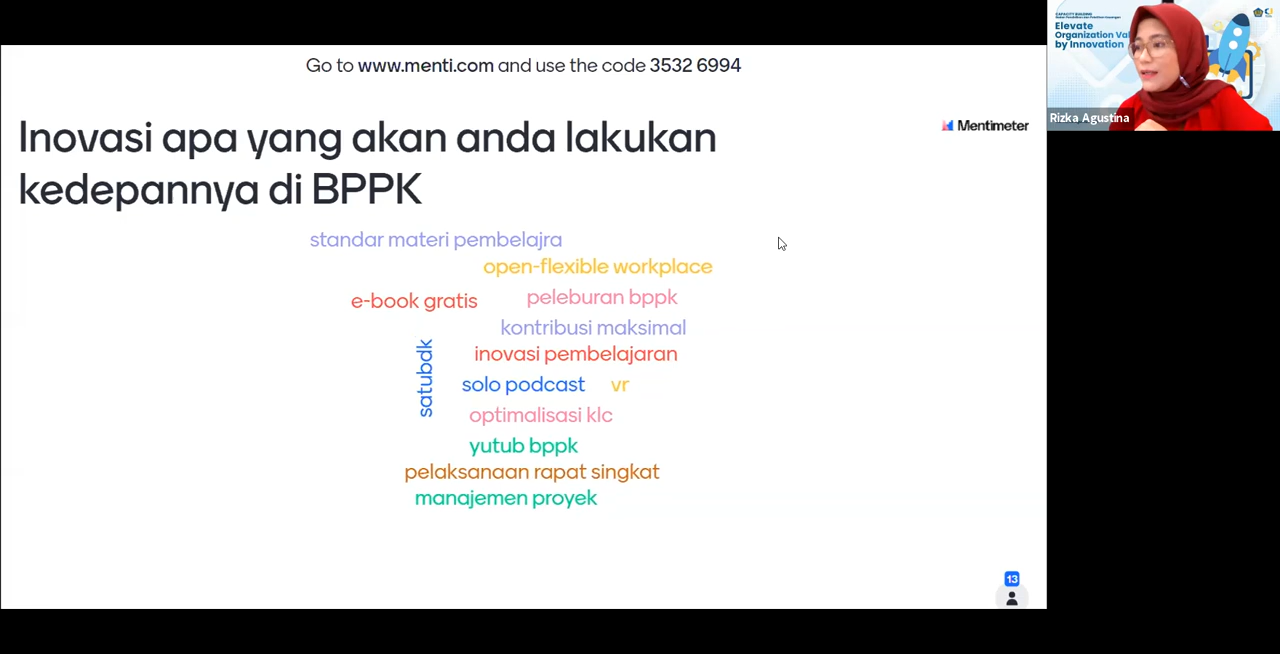 Go to www.menti.com and use the code 3532 6994
Inovasi apa yang akan anda lakukan
kedepannya di BPPK
Mentimeter
standar materi pembelajra
open-flexible workplace
e-book gratis
peleburan bppk
kontribusi maksimal
inovasi pembelajaran
satubdk
solo podcast
vr
optimalisasi klc
yutub bppk
pelaksanaan rapat singkat
manajemen proyek
13
CAPACITY BUILDING
Elevate
Organization Val
by Innovation
Rizka Agustina